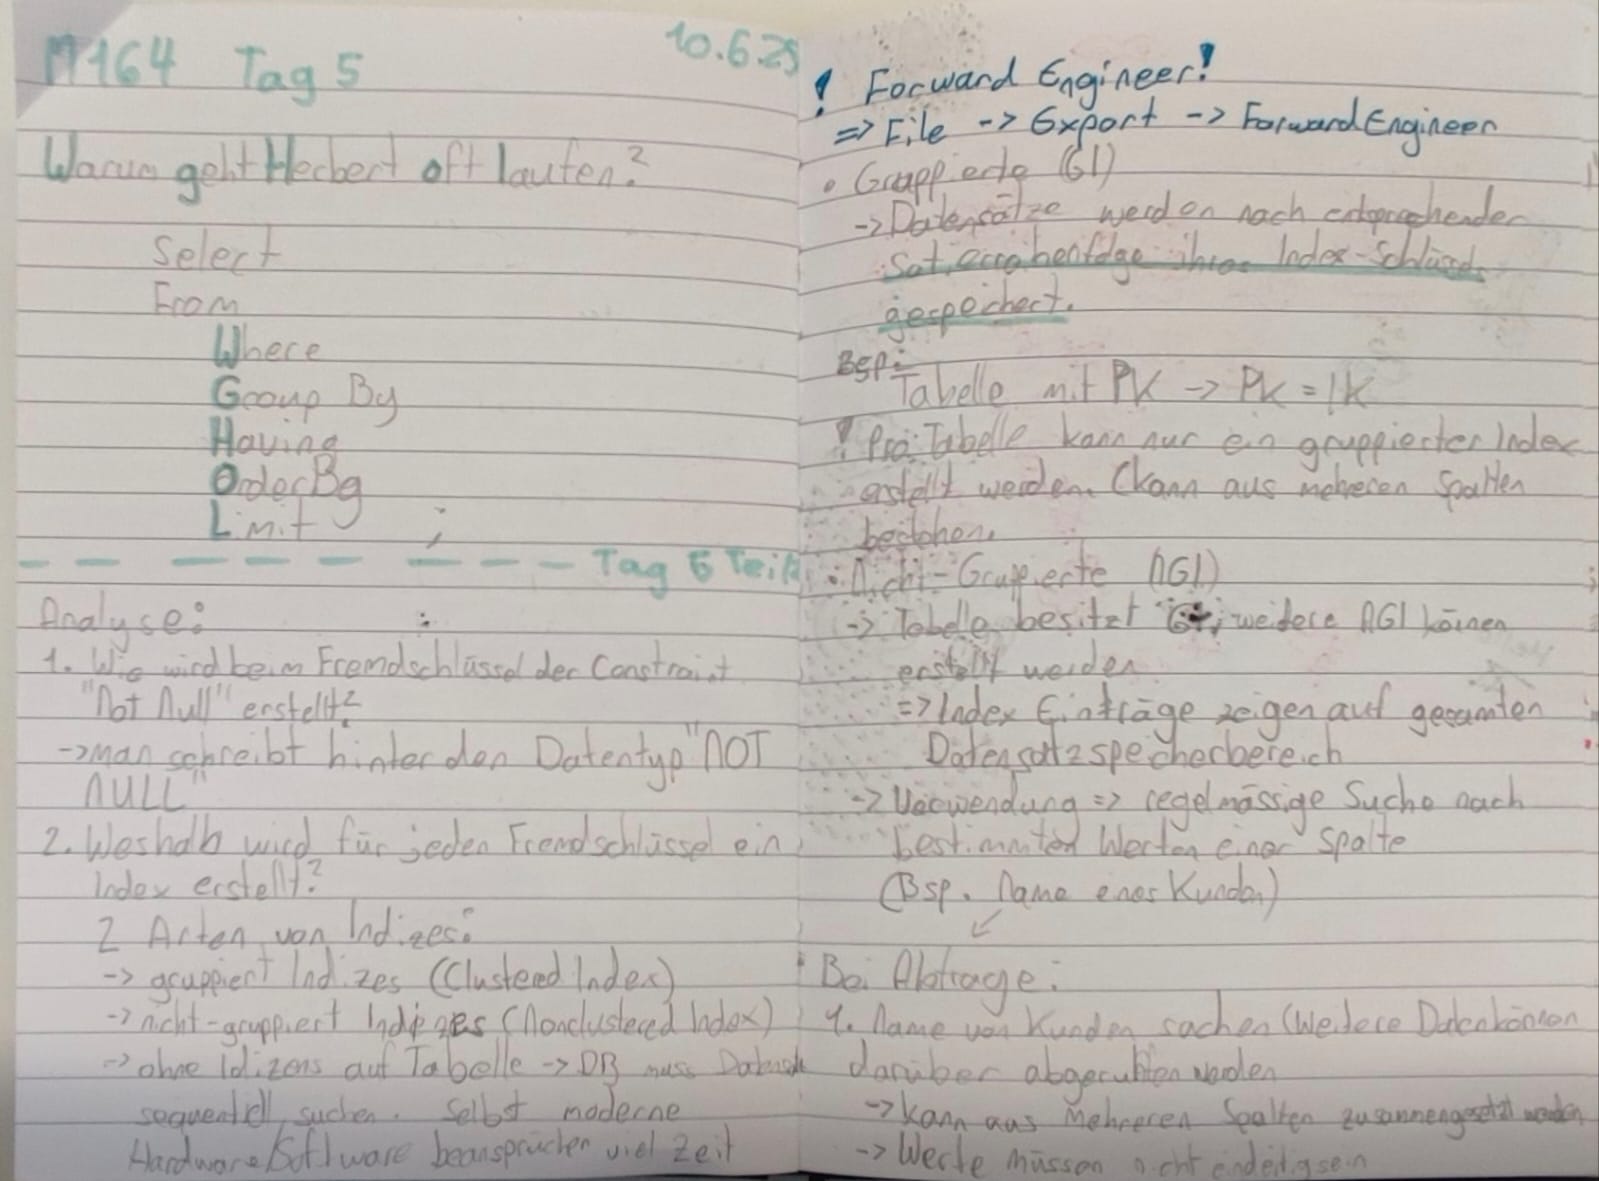 M164 Tag 5
10.6.25
Warum geht Herbert oft laufen?
Select
From
Where
Group By
Having
Order By
Limit ;
Tag 5 Teil
Analyse:
1. Wie wird beim Fremdschlüssel der Constraint
"Not Null" erstellt?
-> man schreibt hinter den Datentyp "NOT
NULL"
2. Weshalb wird für jeden Fremdschlüssel ein
Index erstellt?
2 Arten von Indizes:
-> gruppiert Indizes (Clustered Index)
-> nicht-gruppiert Indizes (Nonclustered Index)
-> ohne Idizens auf Tabelle -> DB muss
sequentiell suchen. Selbst moderne
Hardware/Software beanspruchen viel Zeit
! Forward Engineer!
=> File -> Export -> Forward Engineer
• Gruppierte (GI)
-> Datensätze werden nach entsprechender
ihres Index-Schlüssels
gespeichert.
Bsp:
Tabelle mit PK -> PK = IK
! Pro Tabelle kann nur ein gruppierter Index
erstellt werden. (kann aus mehreren Spalten
bestehen.
• Nicht-Gruppierte (NGI)
-> Tabelle besitzt GI, weitere NGI können
erstellt werden
=> Index Einträge zeigen auf gesamten
Datensatzspeicherbereich
-> Verwendung => regelmässige Suche nach
bestimmten Werten einer Spalte
(Bsp. Name eines Kunden)
• Bei Abfrage:
1. Name von Kunden suchen (Weitere Daten können
darüber abgerufen werden
-> kann aus Mehreren Spalten zusammengesetzt werden
-> Werte müssen nicht eindeitig sein